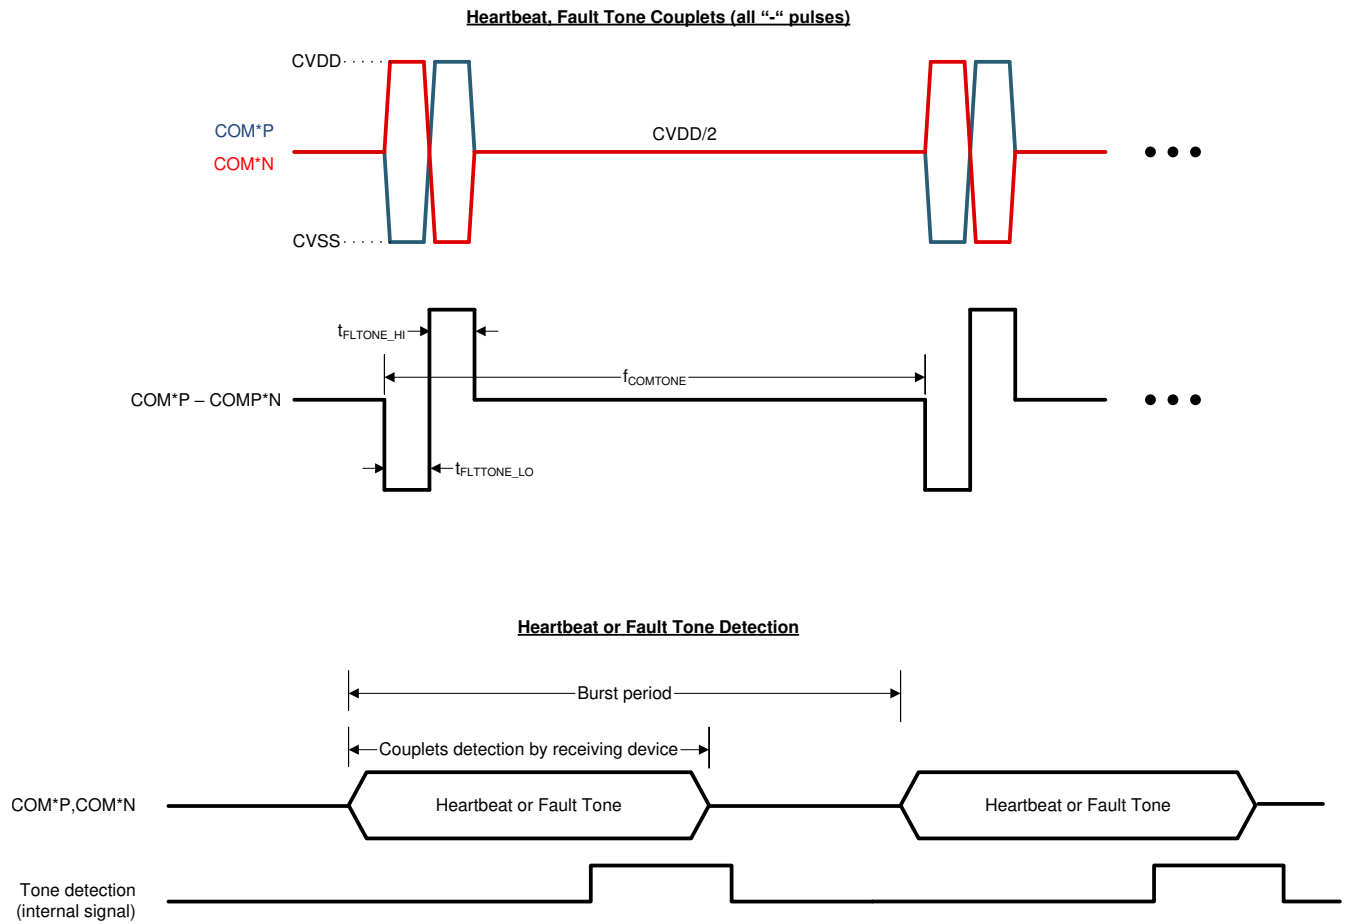 Heartbeat, Fault Tone Couplets (all “-“ pulses)
CVDD
COM*P
COM*N
CVDD/2
CVSS
tFLTONE_HI
fCOMTONE
COM*P – COMP*N
tFLTTONE_LO
Heartbeat or Fault Tone Detection
Burst period
Couplets detection by receiving device
COM*P,COM*N
Heartbeat or Fault Tone
Heartbeat or Fault Tone
Tone detection
(internal signal)